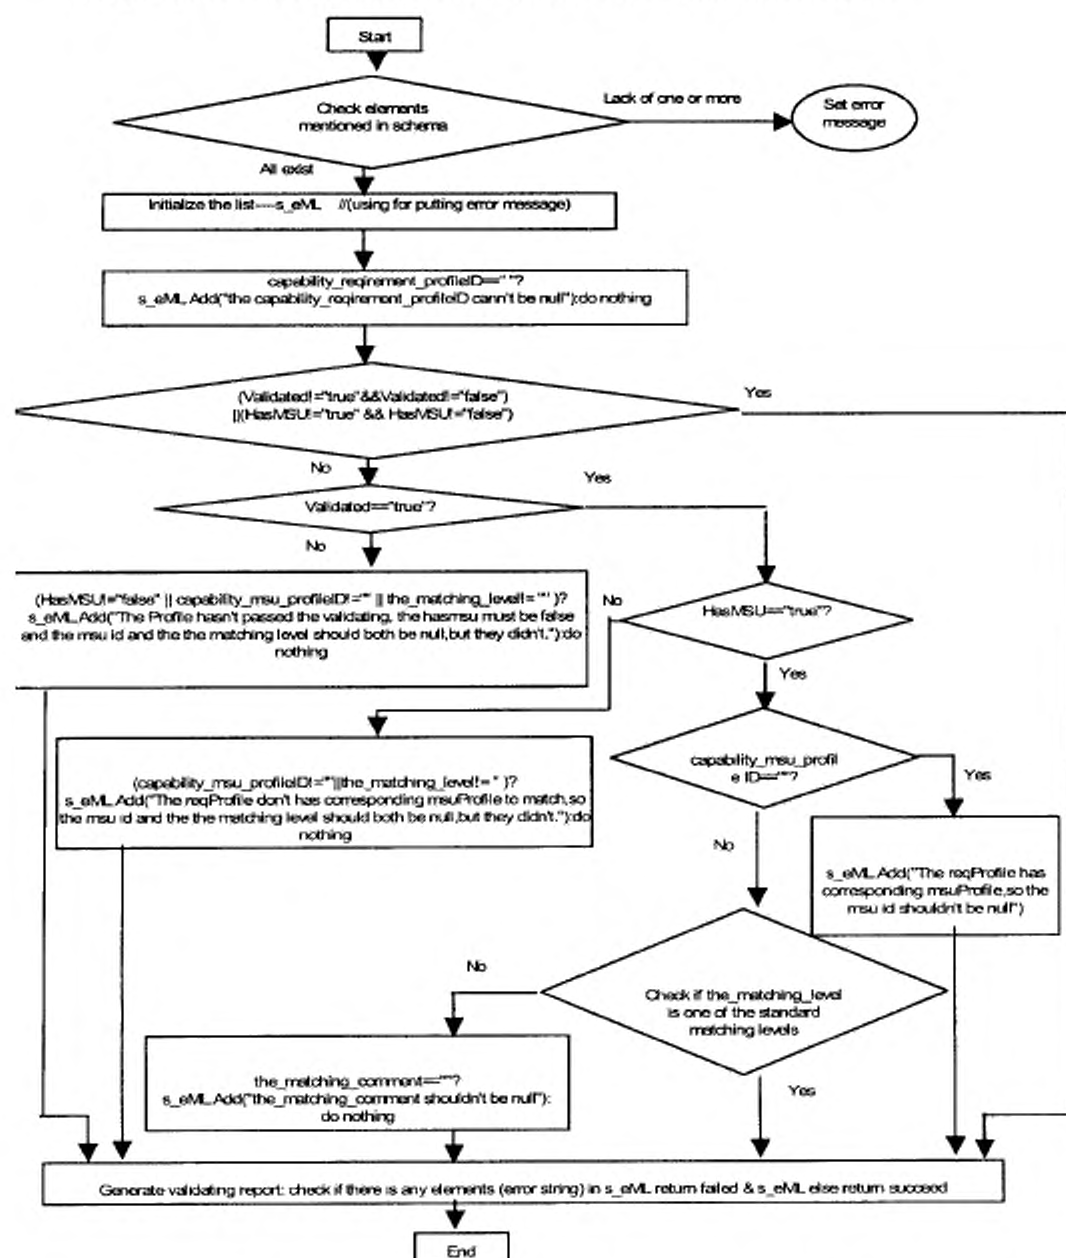 Start
Check elements
mentioned in schema
Lack of one or more
Set error
message
All exist
Initialize the list----s_eML //(using for putting error message)
capability_reqirement_profileID==" "?
s_eML.Add("the capability_reqirement_profileID cann't be null"):do nothing
(Validated!="true"&&Validated!="false")
||(HasMSU!="true" && HasMSU!="false")
Yes
No
Validated=="true"?
Yes
No
(HasMSU!="false" || capability_msu_profileID!="" || the_matching_level!= "" )?
s_eML.Add("The Profile hasn't passed the validating, the hasmsu must be false
and the msu id and the the matching level should both be null,but they didn't."):do
nothing
No
HasMSU=="true"?
Yes
capability_msu_profil
e ID==""?
Yes
(capability_msu_profileID!=""||the_matching_level!= " )?
s_eML.Add("The reqProfile don't has corresponding msuProfile to match,so
the msu id and the the matching level should both be null,but they didn't."):do
nothing
No
s_eML.Add("The reqProfile has
corresponding msuProfile,so the
msu id shouldn't be null")
No
Check if the_matching_level
is one of the standard
matching levels
the_matching_comment==""?
s_eML.Add("the_matching_comment shouldn't be null"):
do nothing
Yes
Generate validating report: check if there is any elements (error string) in s_eML return failed & s_eML else return succeed
End